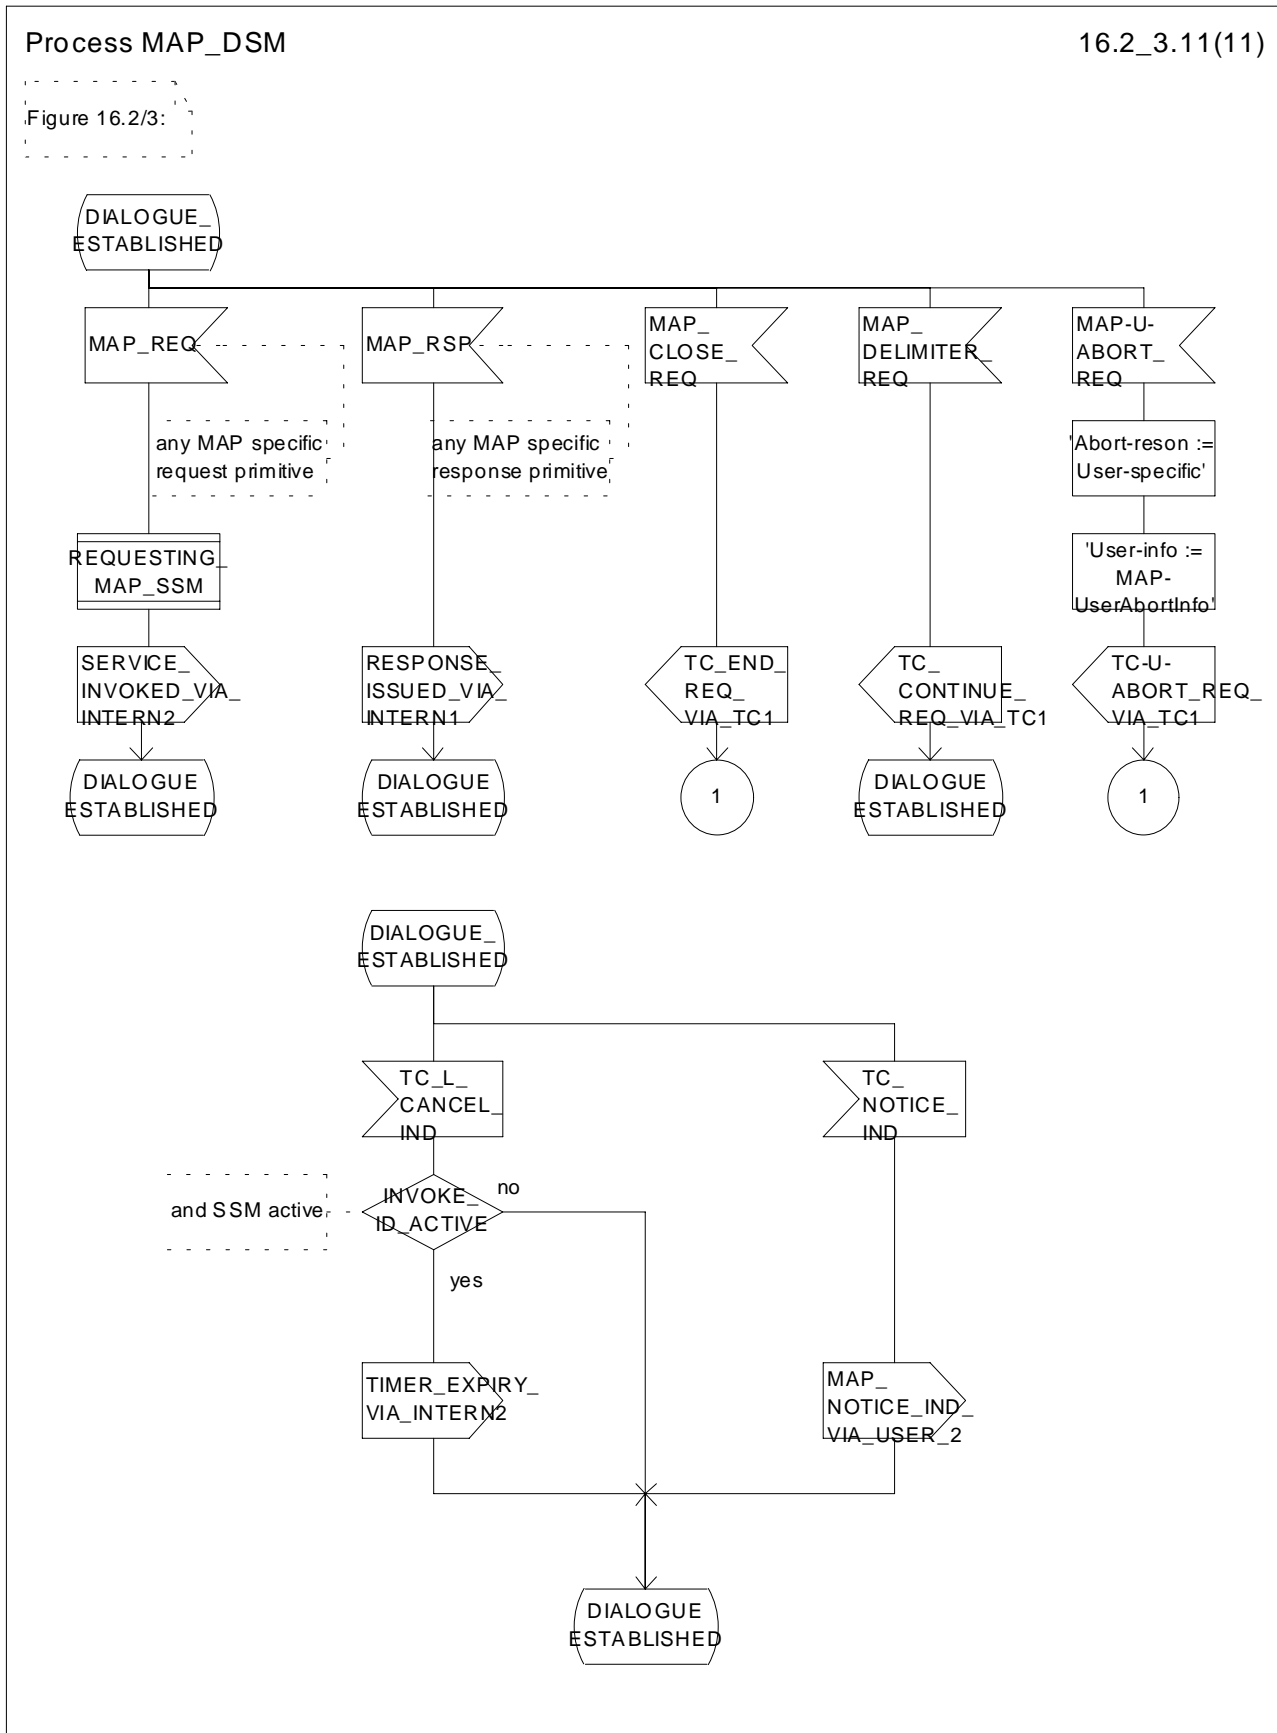 Process MAP_DSM
16.2_3.11(11)
Figure 16.2/3:
DIALOGUE_
ESTABLISHED
MAP_REQ
MAP_RSP
MAP_
CLOSE_
REQ
MAP_
DELIMITER_
REQ
MAP-U-
ABORT_
REQ
any MAP specific
request primitive
any MAP specific
response primitive
'Abort-reson :=
User-specific'
REQUESTING_
MAP_SSM
'User-info :=
MAP-
UserAbortInfo'
SERVICE_
INVOKED_VIA_
INTERN2
RESPONSE_
ISSUED_VIA_
INTERN1
TC_END_
REQ_
VIA_TC1
TC_
CONTINUE_
REQ_VIA_TC1
TC-U-
ABORT_REQ_
VIA_TC1
DIALOGUE
ESTABLISHED
DIALOGUE
ESTABLISHED
1
DIALOGUE
ESTABLISHED
1
DIALOGUE_
ESTABLISHED
TC_L_
CANCEL_
IND
TC_
NOTICE_
IND
and SSM active
INVOKE_
ID_ACTIVE
no
yes
TIMER_EXPIRY_
VIA_INTERN2
MAP_
NOTICE_IND_
VIA_USER_2
DIALOGUE
ESTABLISHED